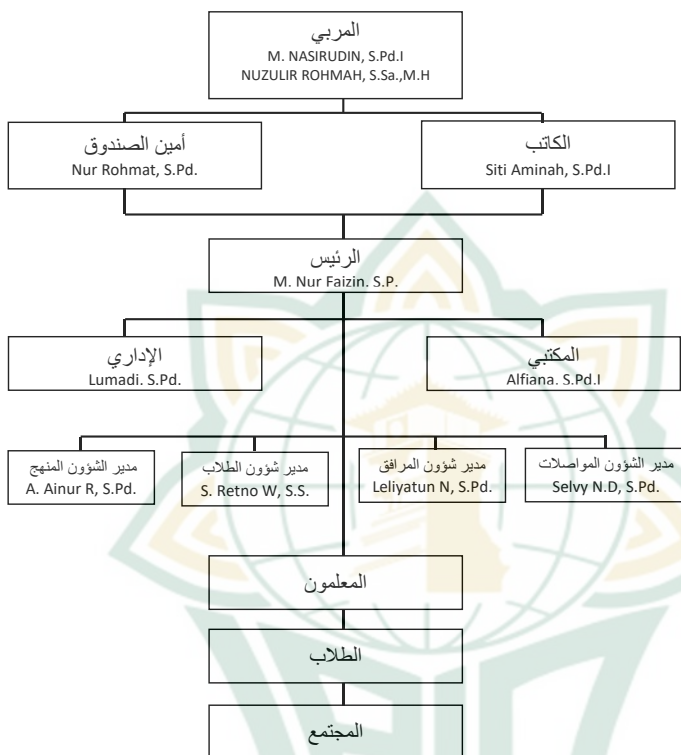 المربي
M. NASIRUDIN, S.Pd.I
NUZULIR ROHMAH, S.Sa.,M.H
أمين الصندوق
Nur Rohmat, S.Pd.
الكاتب
Siti Aminah, S.Pd.I
الرئيس
M. Nur Faizin. S.P.
الإداري
Lumadi. S.Pd.
المكتبي
Alfiana. S.Pd.I
مدير الشؤون المنهج
A. Ainur R, S.Pd.
مدير شؤون الطلاب
S. Retno W, S.S.
مدير شؤون المرافق
Leliyatun N, S.Pd.
مدير الشؤون المواصلات
Selvy N.D, S.Pd.
المعلمون
الطلاب
المجتمع